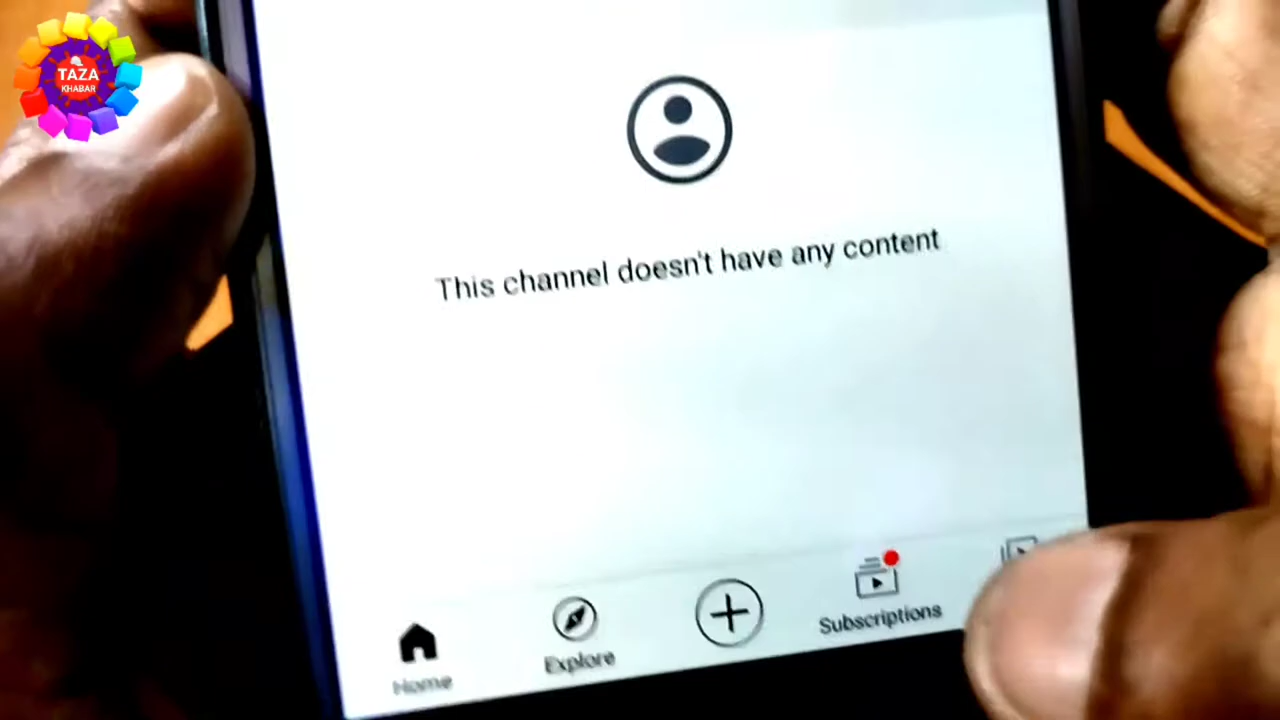 TAZA
KHABAR
This channel doesn't have any content
Home
Explore
Subscriptions